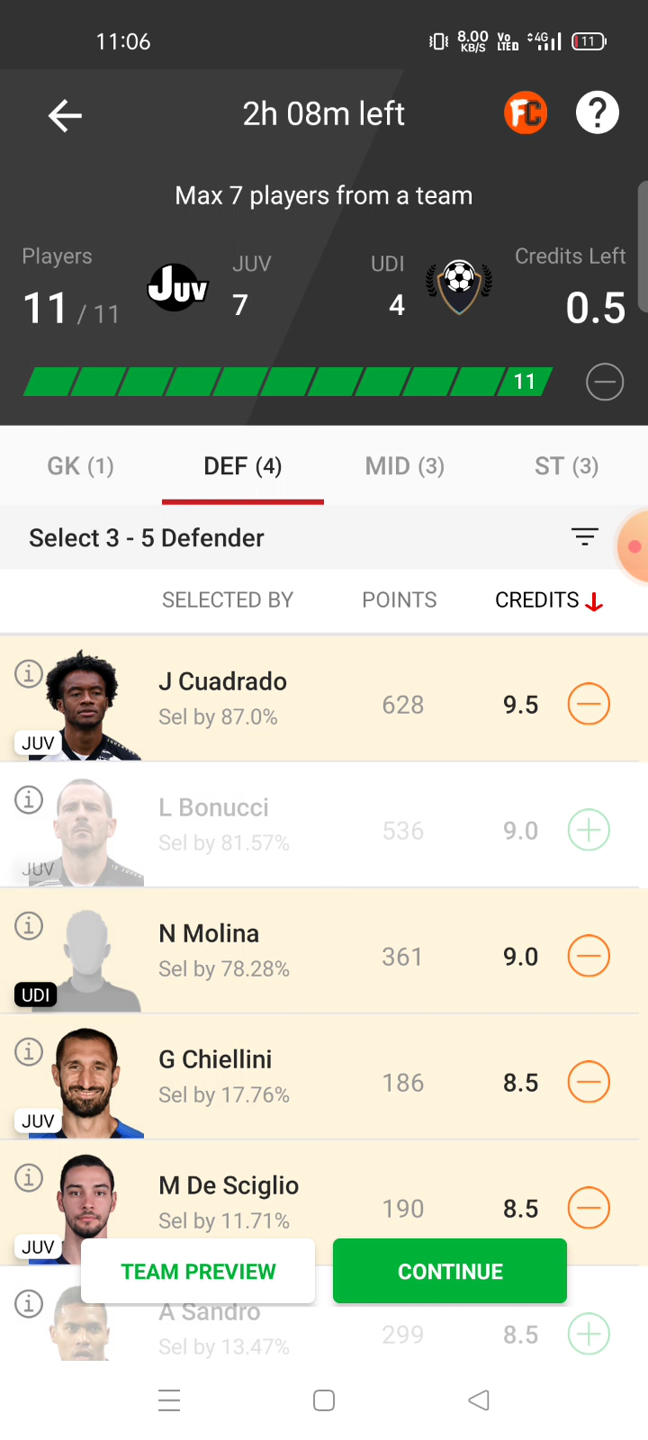 11:06
8.00 KB/S
Vo LTED
4G
11
2h 08m left
FC
?
Max 7 players from a team
Players
11 / 11
Juv
JUV
7
UDI
4
Credits Left
0.5
11
GK (1)
DEF (4)
MID (3)
ST (3)
Select 3 - 5 Defender
SELECTED BY
POINTS
CREDITS
J Cuadrado
Sel by 87.0%
628
9.5
JUV
L Bonucci
Sel by 81.57%
536
9.0
JUV
N Molina
Sel by 78.28%
361
9.0
UDI
G Chiellini
Sel by 17.76%
186
8.5
JUV
M De Sciglio
Sel by 11.71%
190
8.5
JUV
TEAM PREVIEW
CONTINUE
A Sandro
Sel by 13.47%
299
8.5